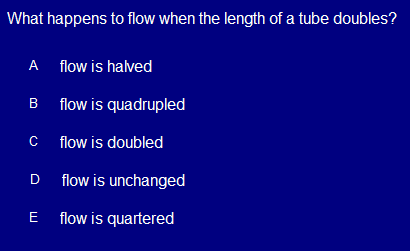 What happens to flow when the length of a tube doubles?
A flow is halved
B flow is quadrupled
C flow is doubled
D flow is unchanged
E flow is quartered